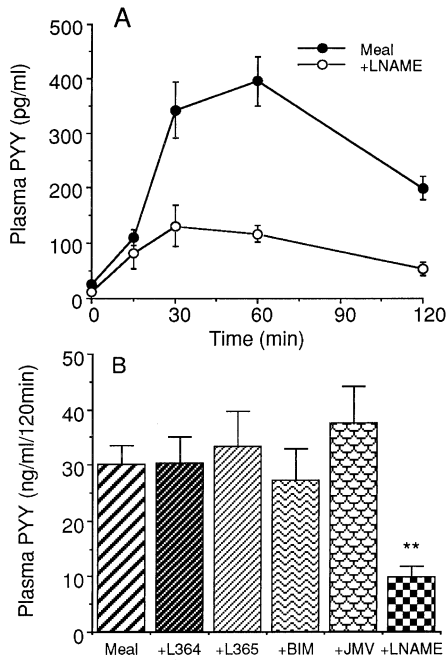 A
Plasma PYY (pg/ml)
500
400
300
200
100
0
Meal
+LNAME
0 30 60 90 120
Time (min)
B
Plasma PYY (ng/ml/120min)
50
40
30
20
10
0
**
Meal +L364 +L365 +BIM +JMV +LNAME